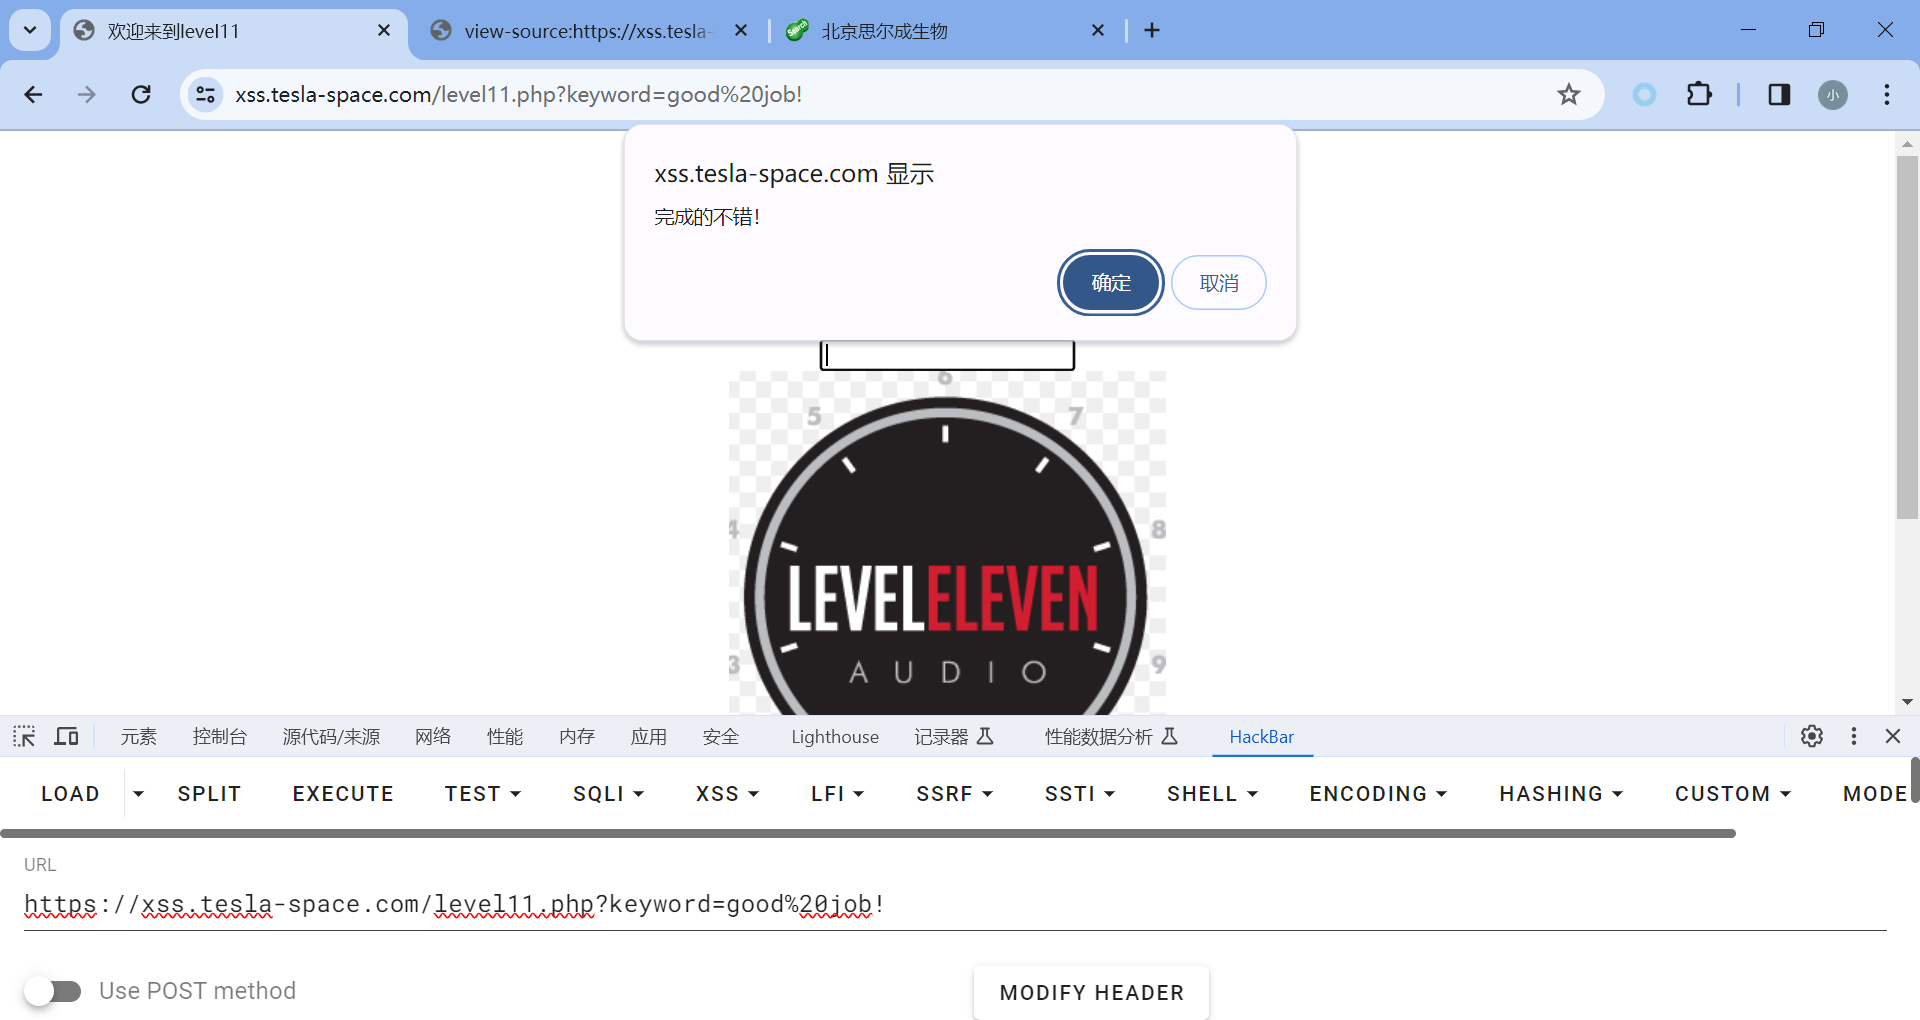 欢迎来到level11
view-source:https://xss.tesla-
北京思尔成生物
xss.tesla-space.com/level11.php?keyword=good%20job!
小
xss.tesla-space.com 显示
完成的不错!
确定 取消
6
5 7
4 8
LEVELELEVEN
3 AUDIO 9
元素 控制台 源代码/来源 网络 性能 内存 应用 安全 Lighthouse 记录器 性能数据分析 HackBar
LOAD SPLIT EXECUTE TEST SQLI XSS LFI SSRF SSTI SHELL ENCODING HASHING CUSTOM MODE
URL
https://xss.tesla-space.com/level11.php?keyword=good%20job!
Use POST method MODIFY HEADER